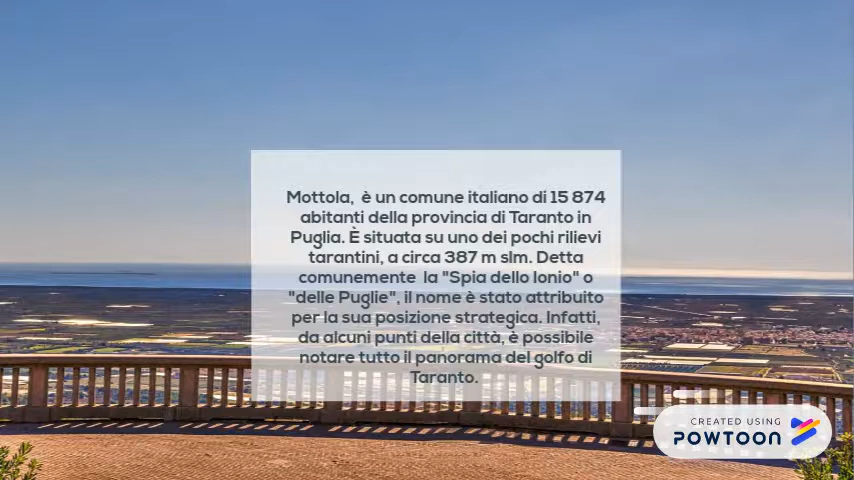 Mottola,  è un comune italiano di 15 874
abitanti della provincia di Taranto in
Puglia. È situata su uno dei pochi rilievi
tarantini, a circa 387 m slm. Detta
comunemente  la "Spia dello Ionio" o
"delle Puglie", il nome è stato attribuito
per la sua posizione strategica. Infatti,
da alcuni punti della città, è possibile
notare tutto il panorama del golfo di
Taranto.
CREATED USING
POWTOON